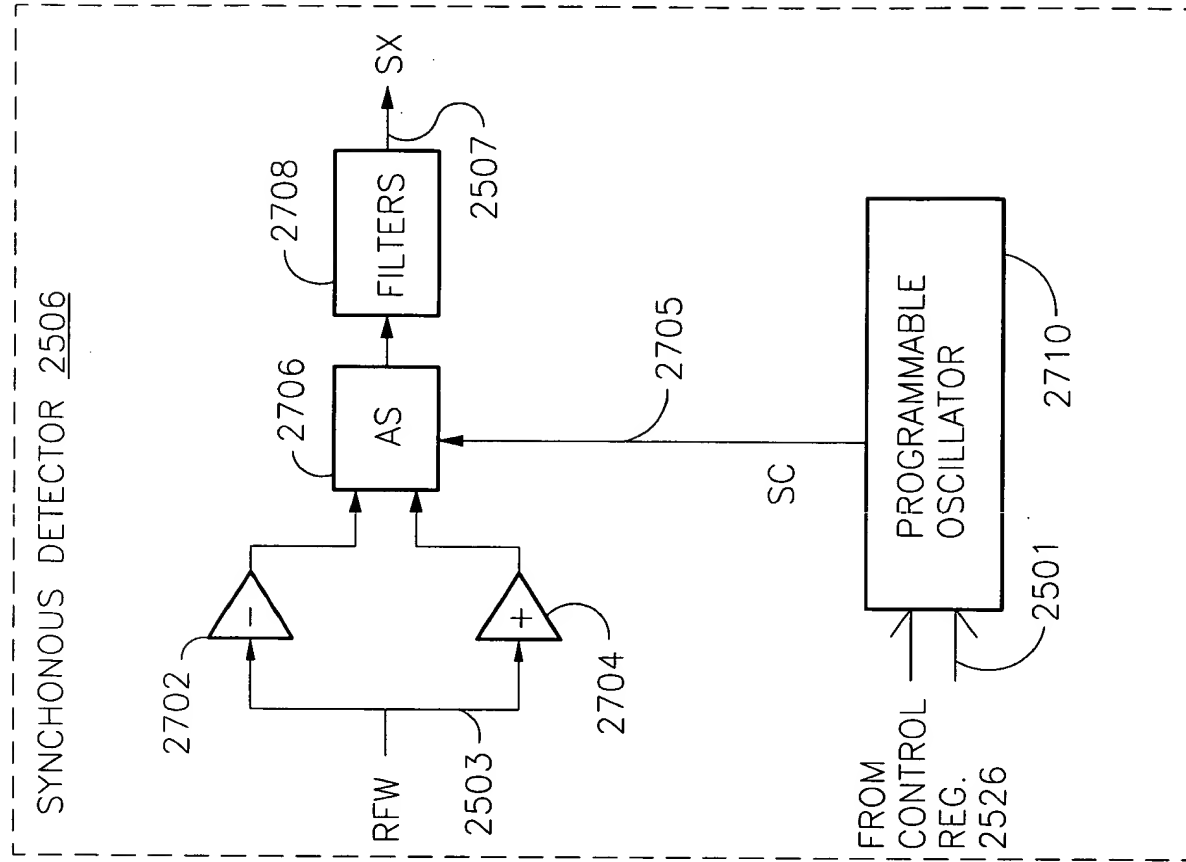 SYNCHONOUS DETECTOR 2506
2702
RFW
2503
2704
−
+
2706
AS
2708
FILTERS
SX
2507
SC
2705
FROM
CONTROL
REG.
2526
2501
PROGRAMMABLE
OSCILLATOR
2710